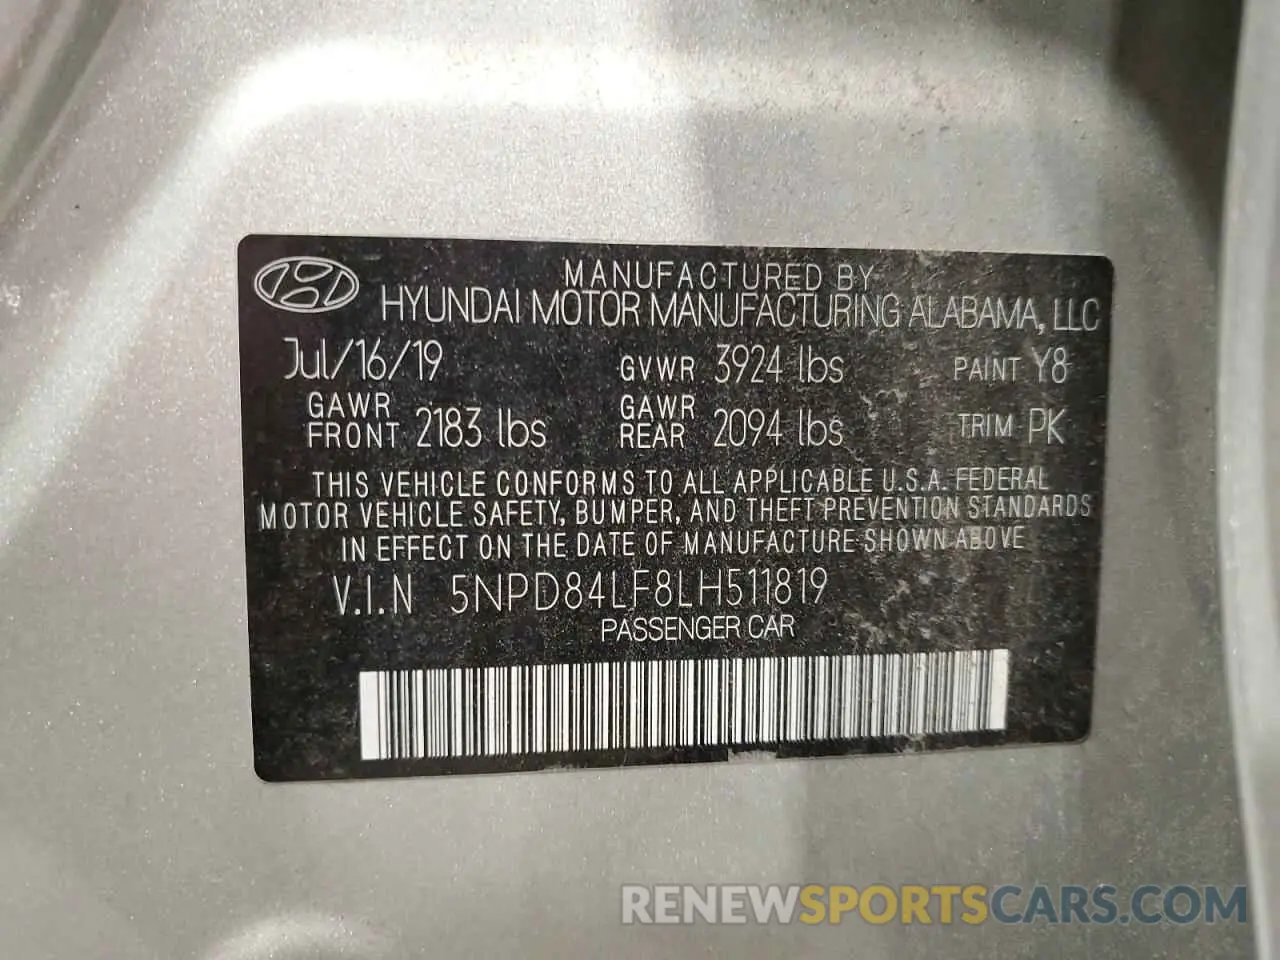 MANUFACTURED BY
HYUNDAI MOTOR MANUFACTURING ALABAMA, LLC
Jul/16/19 GVWR 3924 lbs PAINT Y8
GAWR FRONT 2183 lbs GAWR REAR 2094 lbs TRIM PK
THIS VEHICLE CONFORMS TO ALL APPLICABLE U.S.A. FEDERAL
MOTOR VEHICLE SAFETY, BUMPER, AND THEFT PREVENTION STANDARDS
IN EFFECT ON THE DATE OF MANUFACTURE SHOWN ABOVE
V.I.N 5NPD84LF8LH511819
PASSENGER CAR
RENEWSPORTSCARS.COM